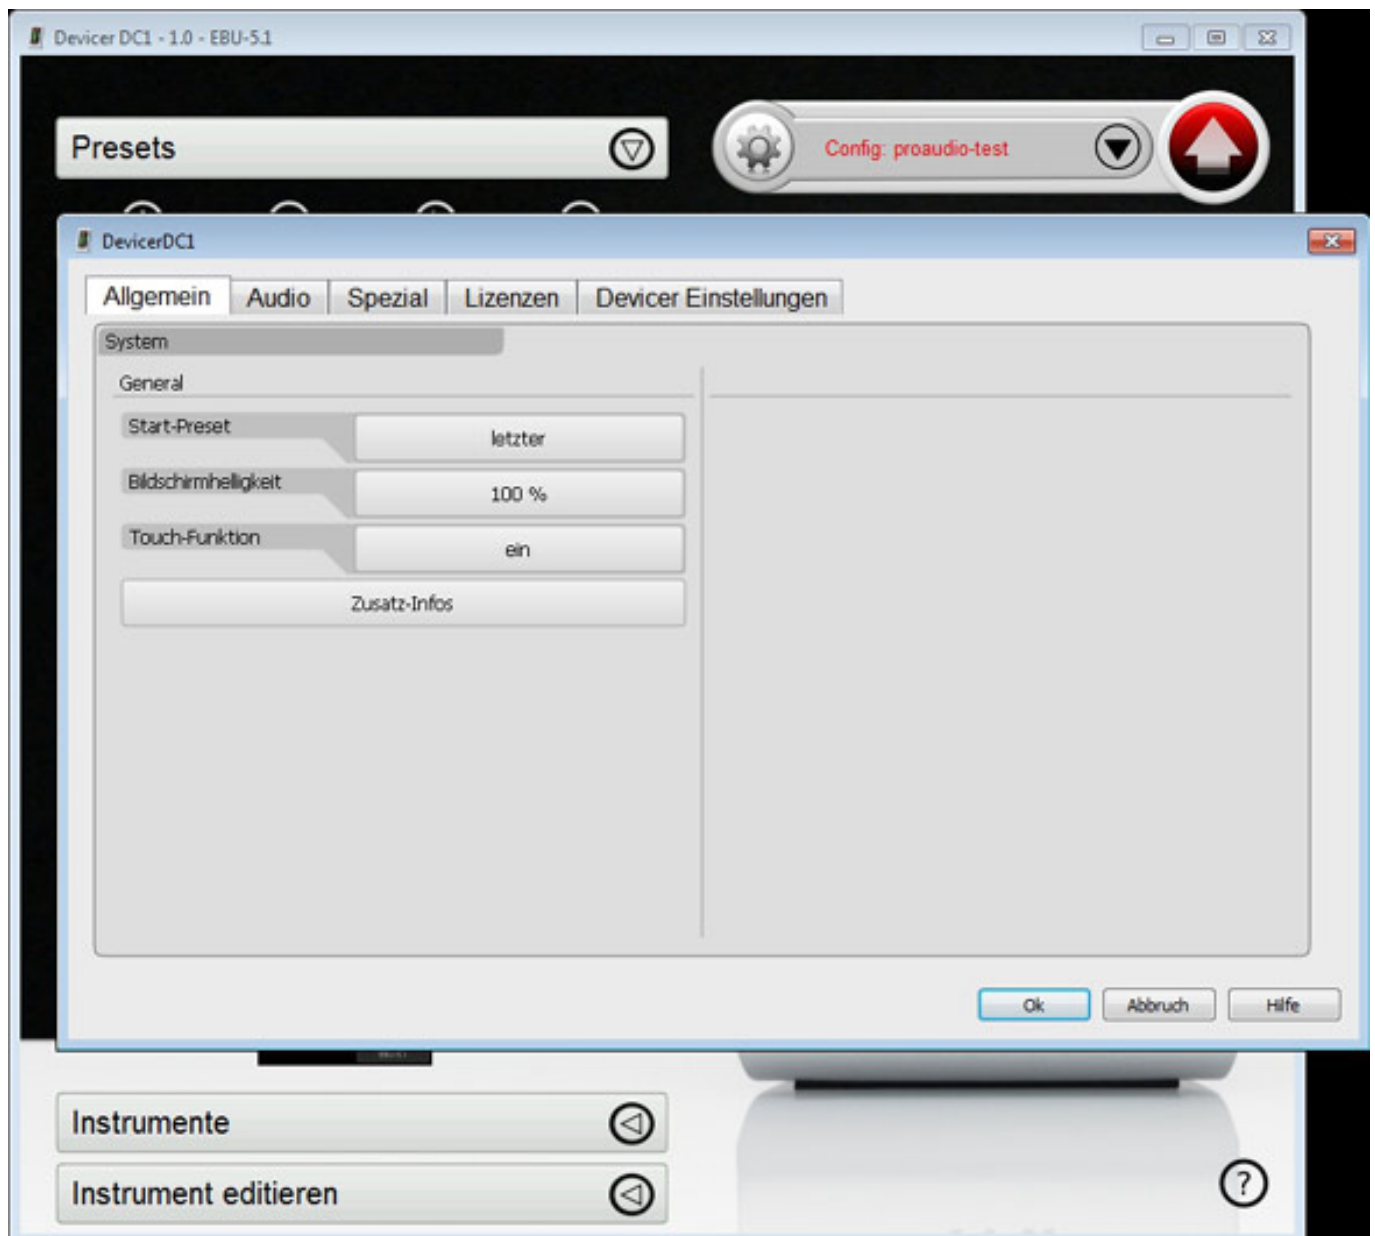 Devicer DC1 - 1.0 - EBU-5.1
Presets
Config: proaudio-test
DevicerDC1
Allgemein Audio Spezial Lizenzen Devicer Einstellungen
System
General
Start-Preset letzter
Bildschirmhelligkeit 100 %
Touch-Funktion ein
Zusatz-Infos
Ok Abbruch Hilfe
Instrumente
Instrument editieren
?